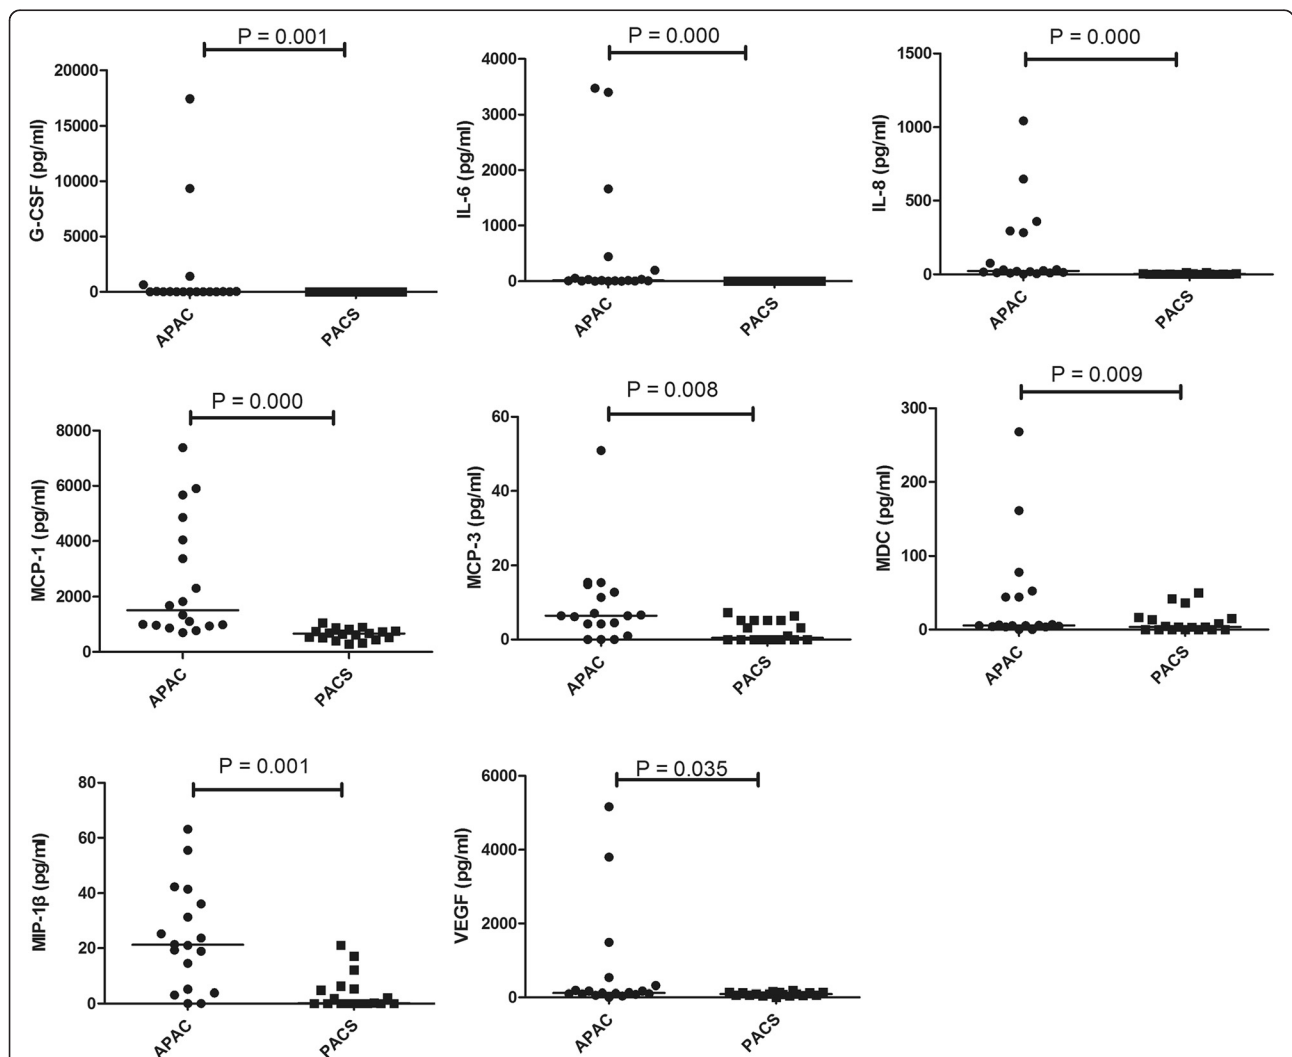 P = 0.001
G-CSF (pg/ml)
20000
15000
10000
5000
0
APAC
PACS
P = 0.000
IL-6 (pg/ml)
4000
3000
2000
1000
0
APAC
PACS
P = 0.000
IL-8 (pg/ml)
1500
1000
500
0
APAC
PACS
P = 0.000
MCP-1 (pg/ml)
8000
6000
4000
2000
0
APAC
PACS
P = 0.008
MCP-3 (pg/ml)
60
40
20
0
APAC
PACS
P = 0.009
MDC (pg/ml)
300
200
100
0
APAC
PACS
P = 0.001
MIP-1β (pg/ml)
80
60
40
20
0
APAC
PACS
P = 0.035
VEGF (pg/ml)
6000
4000
2000
0
APAC
PACS